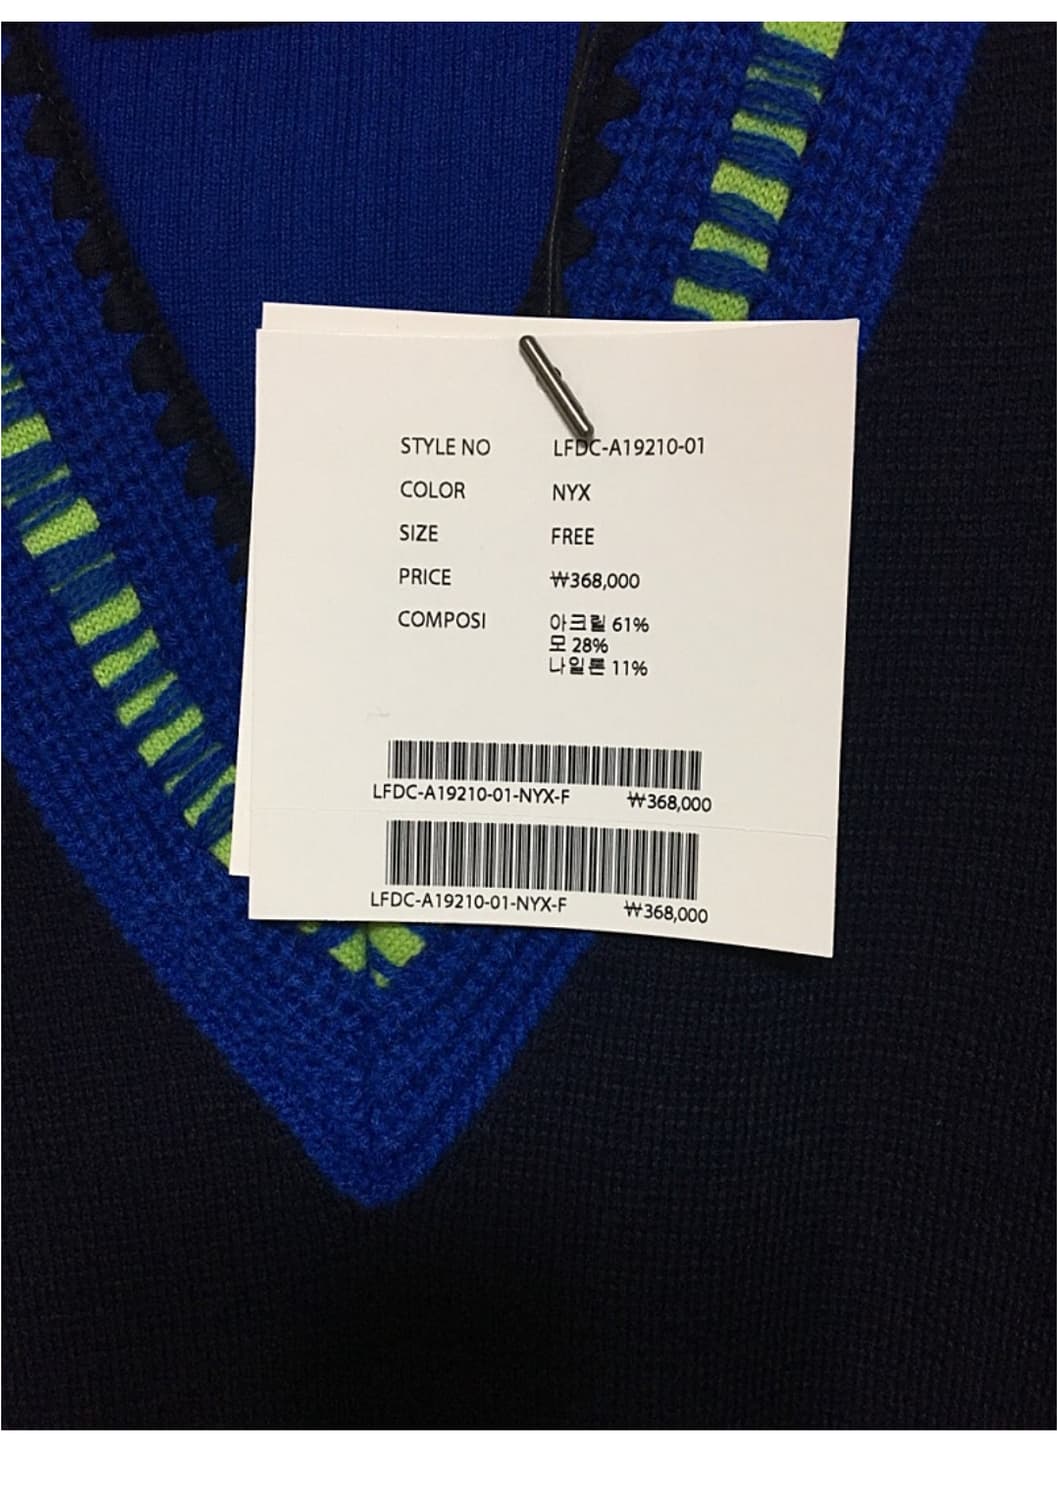 STYLE NO LFDC-A19210-01
COLOR NYX
SIZE FREE
PRICE ₩368,000
COMPOSI 아크릴 61%
모 28%
나일론 11%
LFDC-A19210-01-NYX-F ₩368,000
LFDC-A19210-01-NYX-F ₩368,000